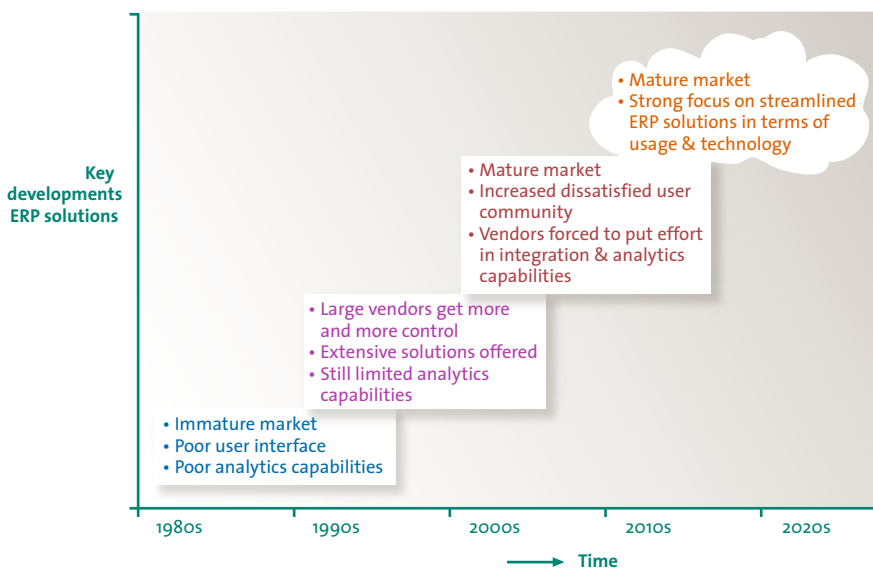 • Mature market
• Strong focus on streamlined
ERP solutions in terms of
usage & technology
Key
developments
ERP solutions
• Mature market
• Increased dissatisfied user
community
• Vendors forced to put effort
in integration & analytics
capabilities
• Large vendors get more
and more control
• Extensive solutions offered
• Still limited analytics
capabilities
• Immature market
• Poor user interface
• Poor analytics capabilities
1980s
1990s
2000s
2010s
2020s
Time